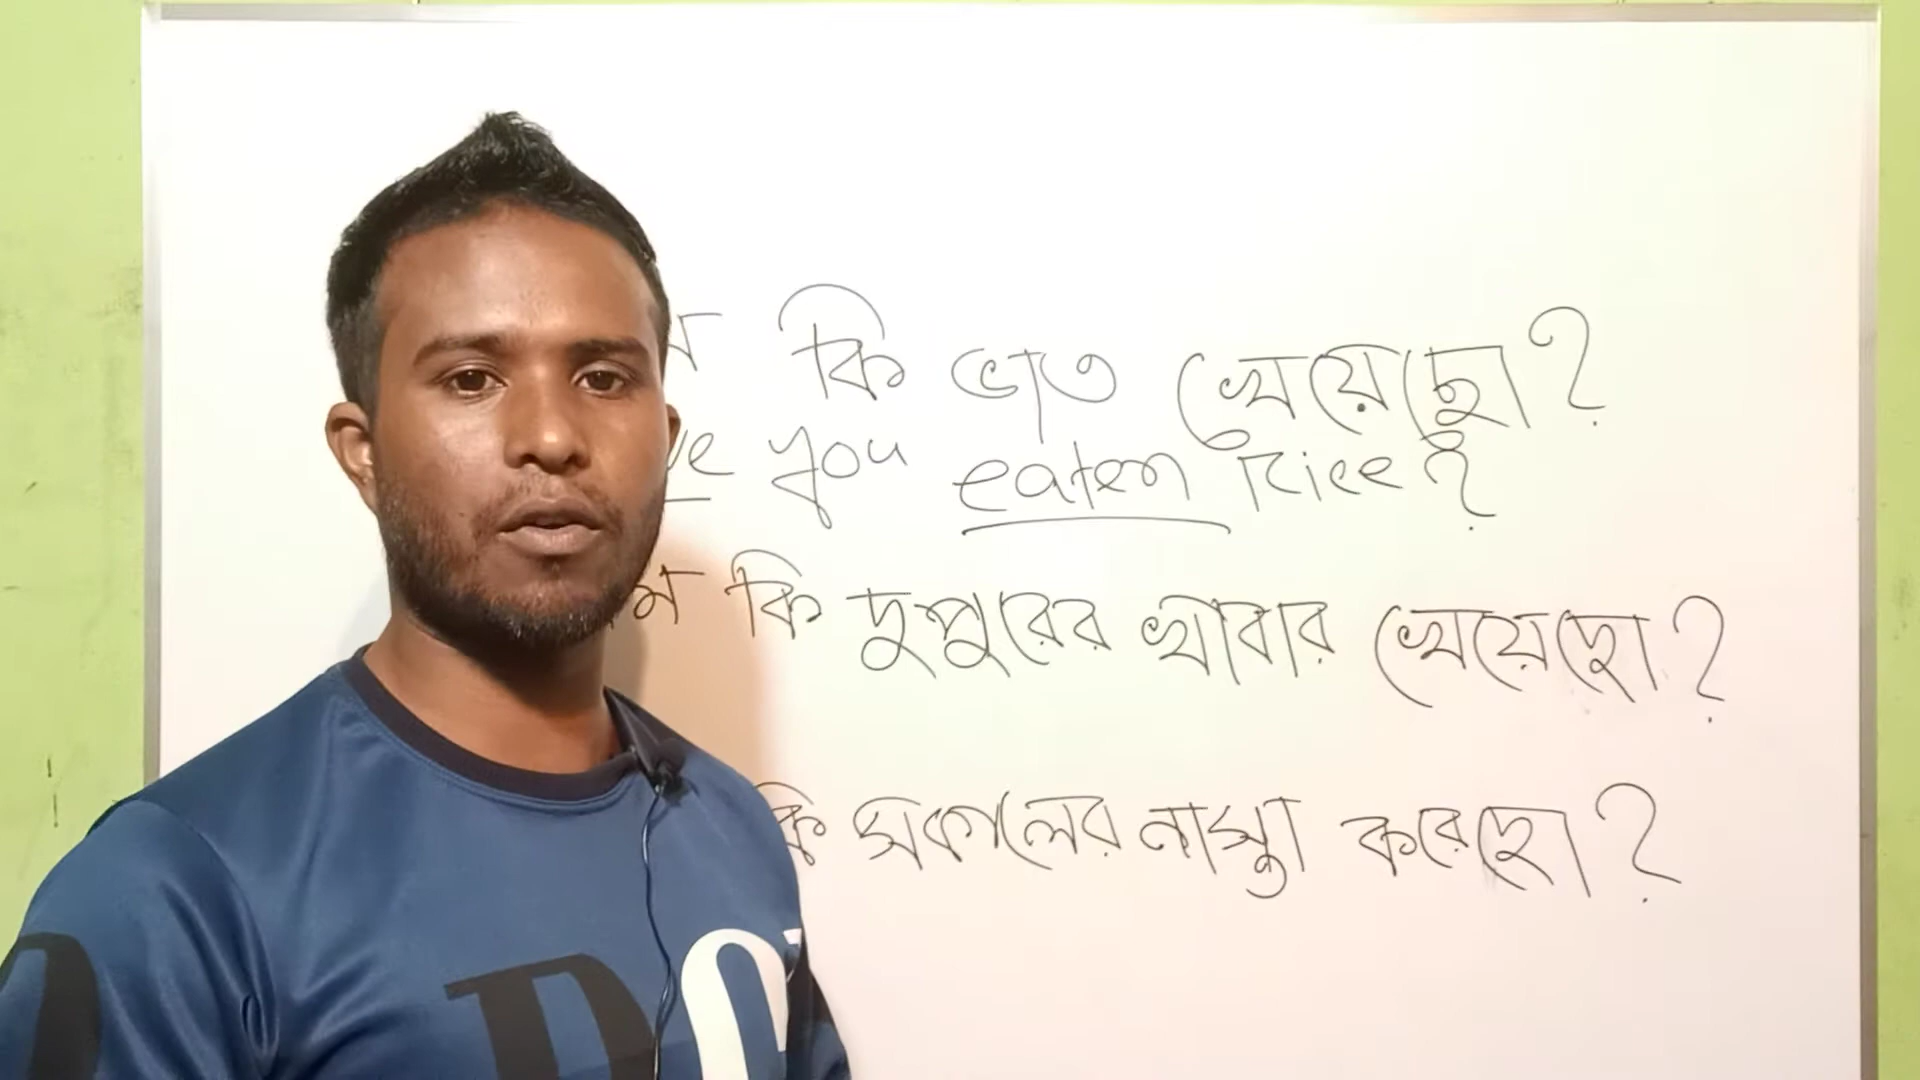 কি ভাত খেয়েছো?
you eaten Rice?
কি দুপুরের খাবার খেয়েছো?
কি সকালের নাস্তা করেছো?